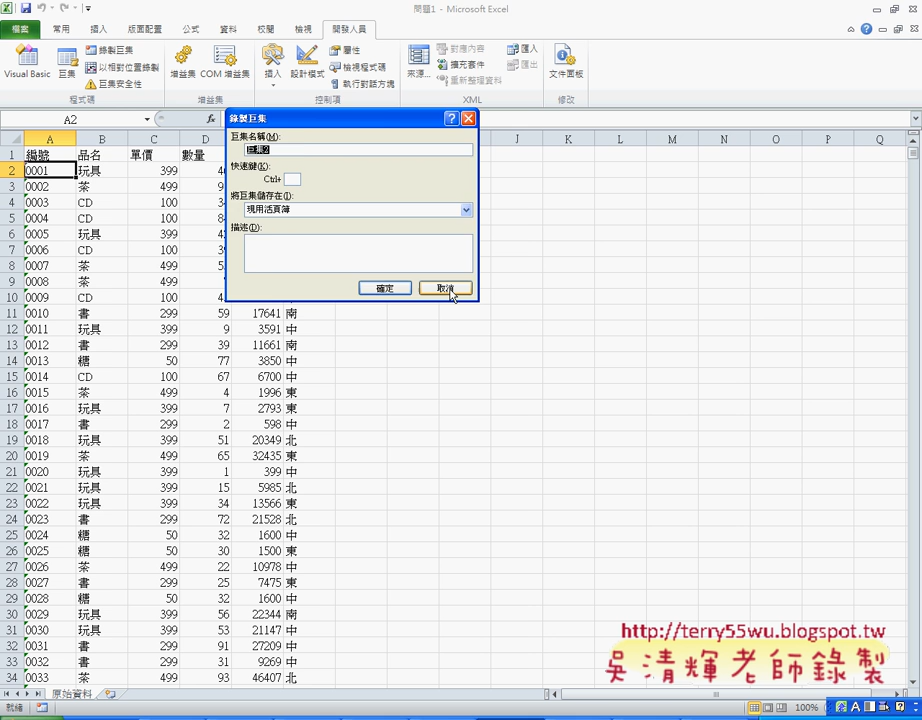 問題1 - Microsoft Excel
檔案 常用 插入 版面配置 公式 資料 校閱 檢視 開發人員
Visual Basic 巨集 錄製巨集 以相對位置錄製 巨集安全性 增益集 COM 增益集 插入 設計模式 屬性 檢視程式碼 執行對話方塊 來源... 對應內容 擴充套件 重新整理資料 匯入 匯出 文件面板
程式碼 增益集 控制項 XML 修改
A2 fx
錄製巨集
巨集名稱(M):
巨集2
快速鍵(K):
Ctrl+
將巨集儲存在(I):
現用活頁簿
描述(D):
確定 取消
A B C D J K L M N O P Q
1 編號 品名 單價 數量
2 0001 玩具 399
3 0002 茶 499
4 0003 CD 100
5 0004 CD 100
6 0005 玩具 399
7 0006 CD 100
8 0007 茶 499
9 0008 茶 499
10 0009 CD 100
11 0010 書 299 59 17641 南
12 0011 玩具 399 9 3591 中
13 0012 書 299 39 11661 南
14 0013 糖 50 77 3850 中
15 0014 CD 100 67 6700 中
16 0015 茶 499 4 1996 東
17 0016 玩具 399 7 2793 東
18 0017 書 299 2 598 中
19 0018 玩具 399 51 20349 北
20 0019 茶 499 65 32435 東
21 0020 玩具 399 1 399 中
22 0021 玩具 399 15 5985 北
23 0022 玩具 399 34 13566 東
24 0023 書 299 72 21528 北
25 0024 糖 50 32 1600 中
26 0025 糖 50 30 1500 東
27 0026 茶 499 22 10978 中
28 0027 書 299 25 7475 東
29 0028 糖 50 32 1600 中
30 0029 玩具 399 56 22344 南
31 0030 玩具 399 53 21147 中
32 0031 書 299 91 27209 中
33 0032 書 299 31 9269 中
34 0033 茶 499 93 46407 北
http://terry55wu.blogspot.tw
吳清輝老師錄製
原始資料
就緒 100%